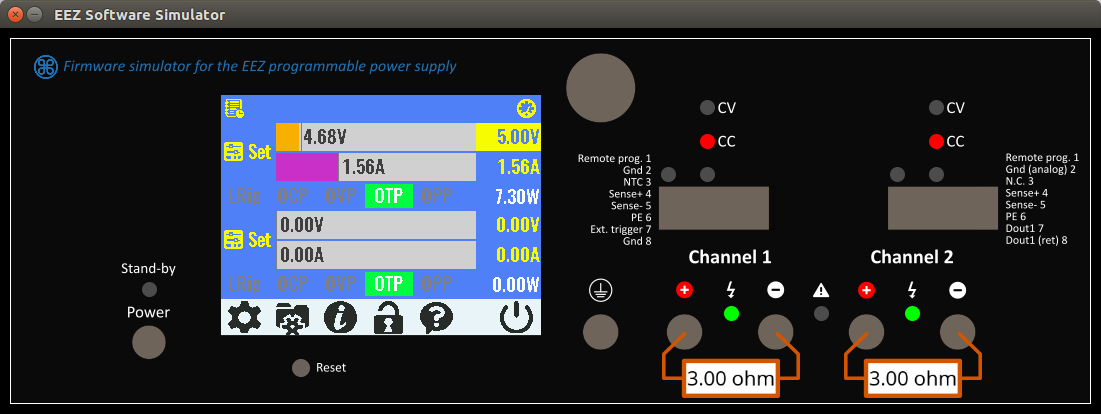 EEZ Software Simulator
Firmware simulator for the EEZ programmable power supply
Set
4.68V
5.00V
1.56A
1.56A
LRip OCP OVP OTP OPP
7.30W
Set
0.00V
0.00V
0.00A
0.00A
LRip OCP OVP OTP OPP
0.00W
Stand-by
Power
Reset
CV
CC
Remote prog. 1
Gnd 2
NTC 3
Sense+ 4
Sense- 5
PE 6
Ext. trigger 7
Gnd 8
Channel 1
3.00 ohm
CV
CC
Remote prog. 1
Gnd (analog) 2
N.C. 3
Sense+ 4
Sense- 5
PE 6
Dout1 7
Dout1 (ret) 8
Channel 2
3.00 ohm